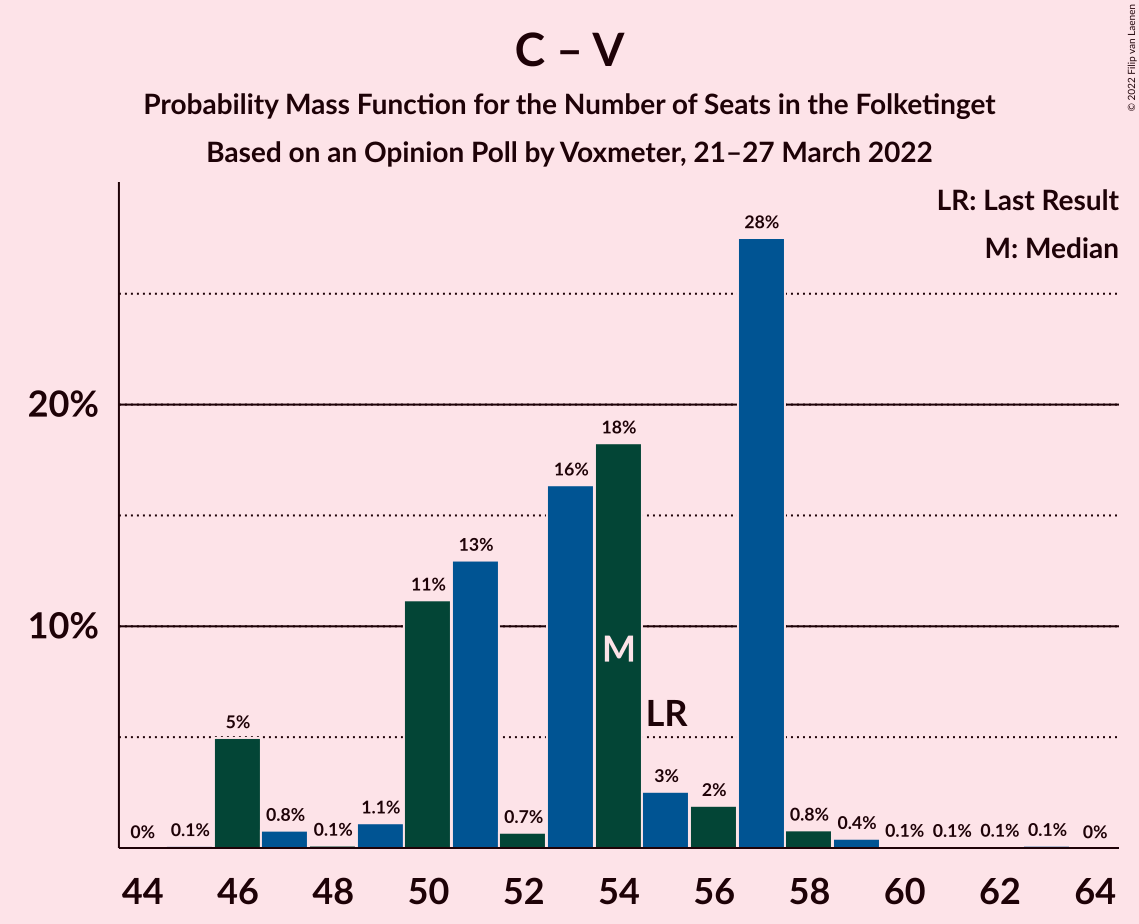 © 2022 Filip van Laenen
C – V
Probability Mass Function for the Number of Seats in the Folketinget
Based on an Opinion Poll by Voxmeter, 21–27 March 2022
LR: Last Result
M: Median
20%
10%
0%
0.1%
5%
0.8%
0.1%
1.1%
11%
13%
0.7%
16%
18%
3%
2%
28%
0.8%
0.4%
0.1%
0.1%
0.1%
0.1%
0%
M
LR
44 46 48 50 52 54 56 58 60 62 64